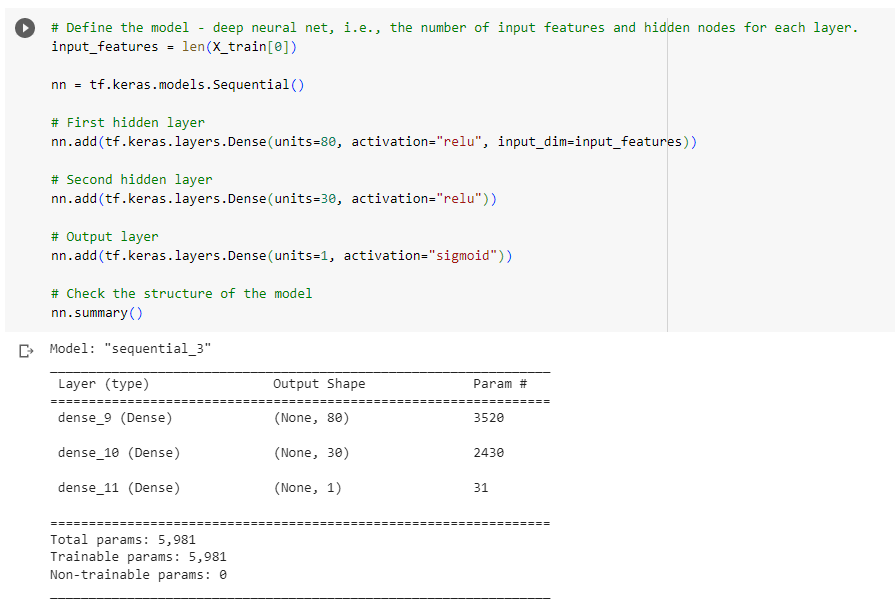 # Define the model - deep neural net, i.e., the number of input features and hidden nodes for each layer.
input_features = len(X_train[0])
nn = tf.keras.models.Sequential()
# First hidden layer
nn.add(tf.keras.layers.Dense(units=80, activation="relu", input_dim=input_features))
# Second hidden layer
nn.add(tf.keras.layers.Dense(units=30, activation="relu"))
# Output layer
nn.add(tf.keras.layers.Dense(units=1, activation="sigmoid"))
# Check the structure of the model
nn.summary()
Model: "sequential_3"
_________________________________________________________________
Layer (type) Output Shape Param #
=================================================================
dense_9 (Dense) (None, 80) 3520
dense_10 (Dense) (None, 30) 2430
dense_11 (Dense) (None, 1) 31
=================================================================
Total params: 5,981
Trainable params: 5,981
Non-trainable params: 0
_________________________________________________________________